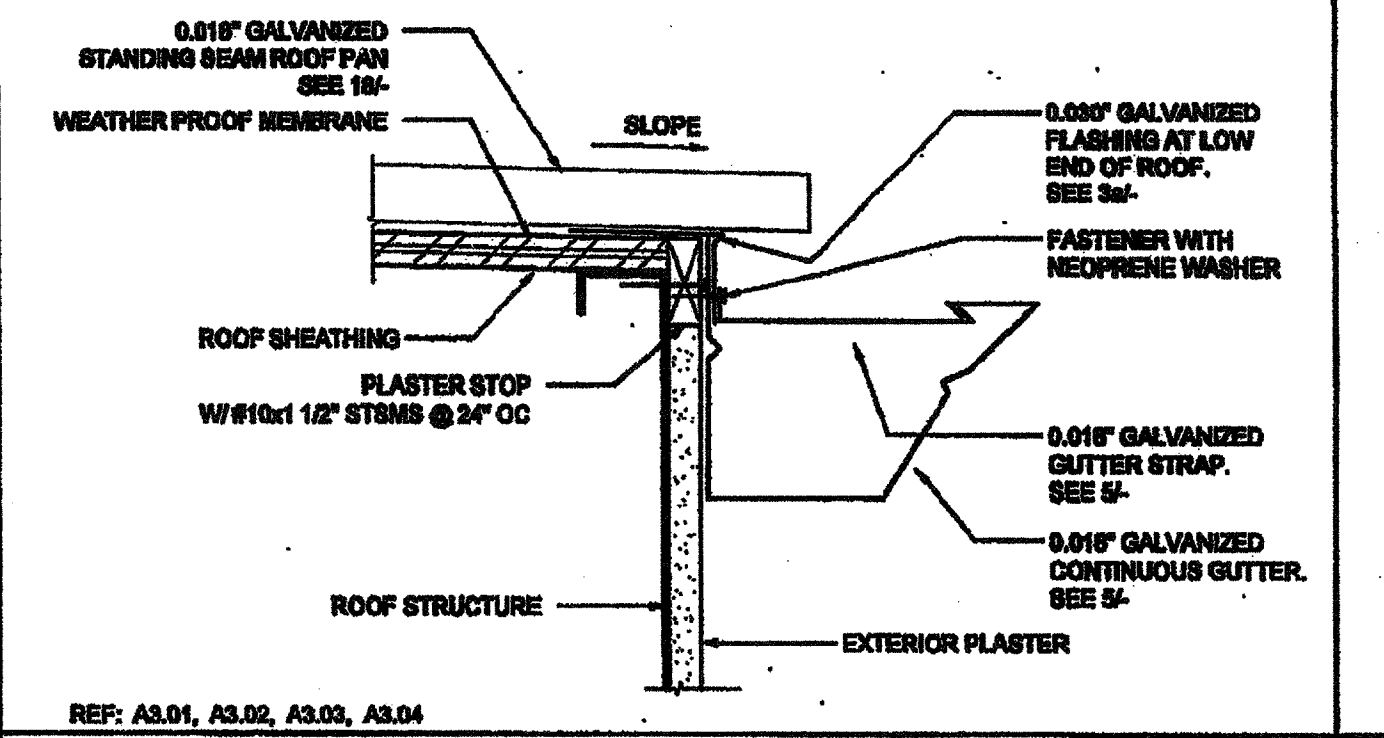 0.018" GALVANIZED
STANDING SEAM ROOF PAN
SEE 18/-
WEATHER PROOF MEMBRANE
SLOPE
0.030" GALVANIZED
FLASHING AT LOW
END OF ROOF.
SEE 3a/-
FASTENER WITH
NEOPRENE WASHER
ROOF SHEATHING
PLASTER STOP
W/ #10x1 1/2" STSMS @ 24" OC
0.018" GALVANIZED
GUTTER STRAP.
SEE 5/-
0.018" GALVANIZED
CONTINUOUS GUTTER.
SEE 5/-
ROOF STRUCTURE
EXTERIOR PLASTER
REF: A3.01, A3.02, A3.03, A3.04